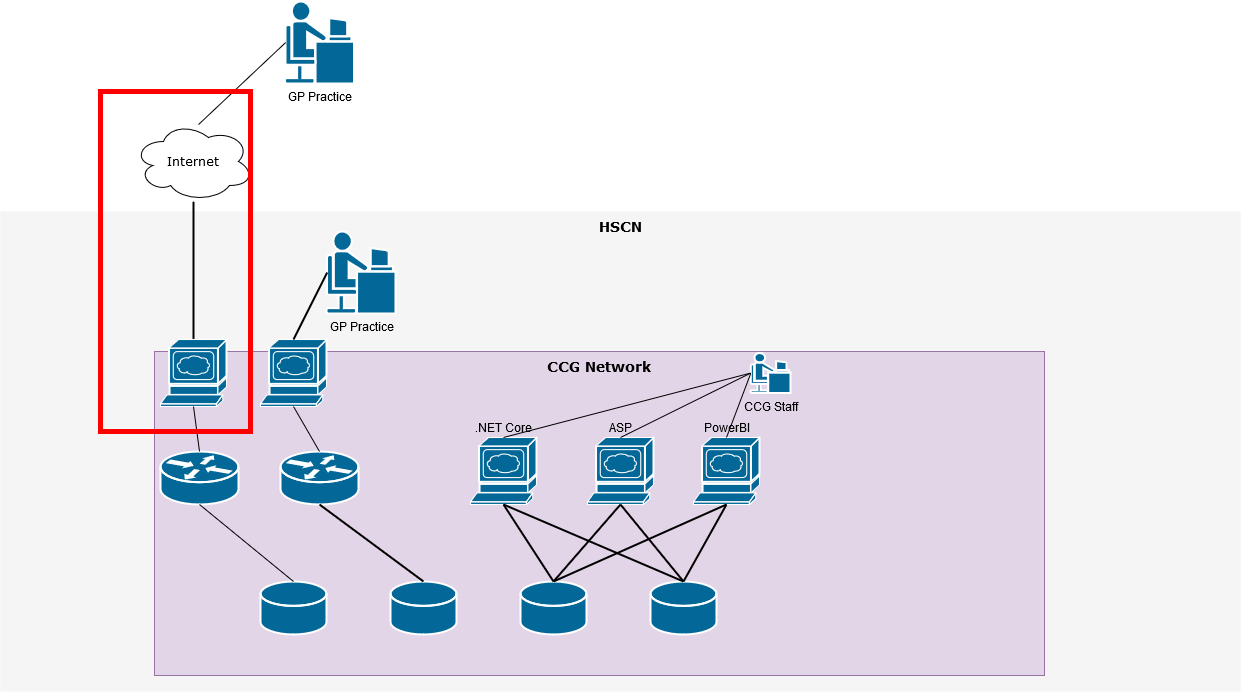 GP Practice
Internet
HSCN
GP Practice
CCG Network
CCG Staff
.NET Core
ASP
PowerBI